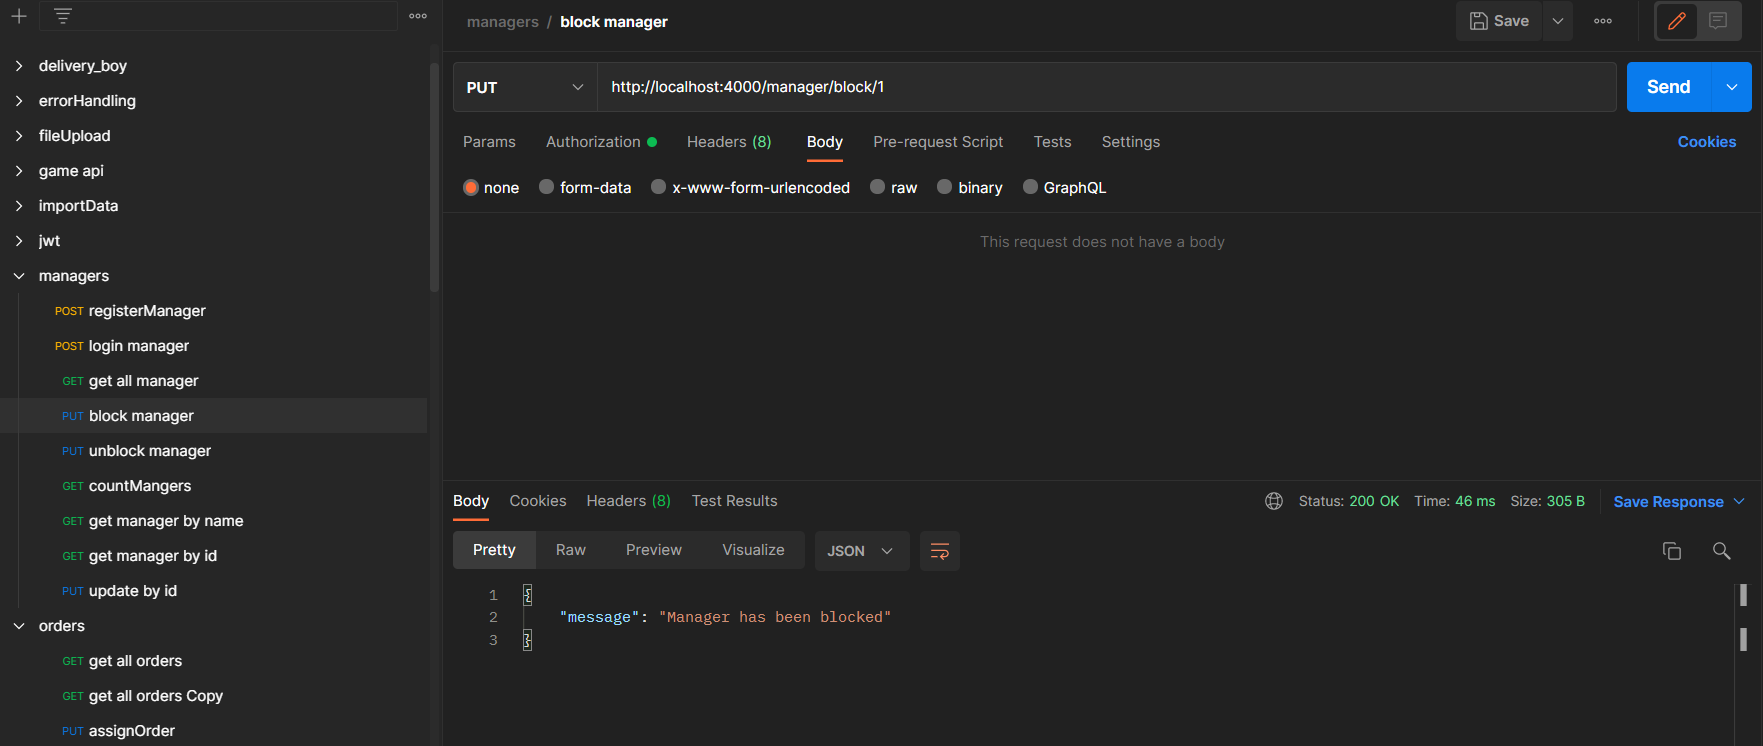 managers / block manager
Save
delivery_boy
errorHandling
fileUpload
game api
importData
jwt
managers
POST registerManager
POST login manager
GET get all manager
PUT block manager
PUT unblock manager
GET countMangers
GET get manager by name
GET get manager by id
PUT update by id
orders
GET get all orders
GET get all orders Copy
PUT assignOrder
PUT http://localhost:4000/manager/block/1 Send
Params Authorization Headers (8) Body Pre-request Script Tests Settings Cookies
none form-data x-www-form-urlencoded raw binary GraphQL
This request does not have a body
Body Cookies Headers (8) Test Results Status: 200 OK Time: 46 ms Size: 305 B Save Response
Pretty Raw Preview Visualize JSON
1 {
2 "message": "Manager has been blocked"
3 }